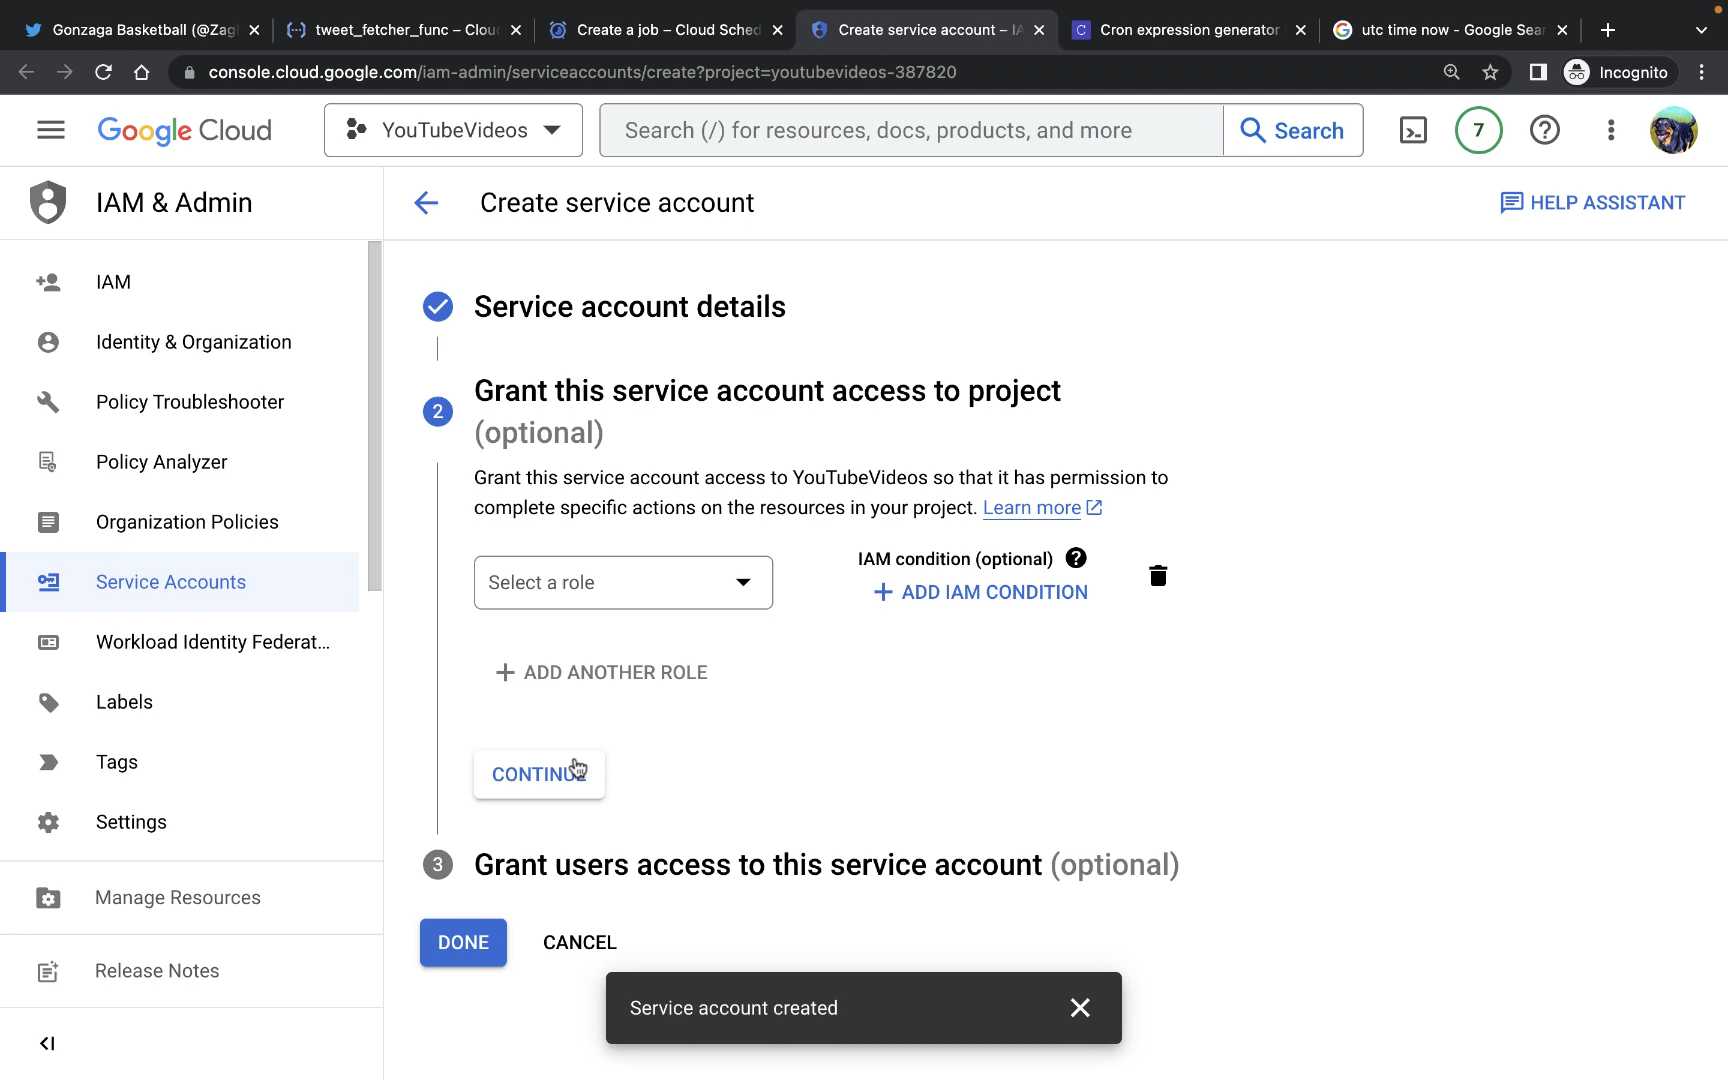 Gonzaga Basketball (@Zag
tweet_fetcher_func – Clou
Create a job – Cloud Sched
Create service account – IA
Cron expression generator
utc time now - Google Sear
console.cloud.google.com/iam-admin/serviceaccounts/create?project=youtubevideos-387820
Incognito
Google Cloud
YouTubeVideos
Search (/) for resources, docs, products, and more
Search
7
IAM & Admin
Create service account
HELP ASSISTANT
IAM
Identity & Organization
Policy Troubleshooter
Policy Analyzer
Organization Policies
Service Accounts
Workload Identity Federat...
Labels
Tags
Settings
Manage Resources
Release Notes
Service account details
2
Grant this service account access to project
(optional)
Grant this service account access to YouTubeVideos so that it has permission to
complete specific actions on the resources in your project. Learn more
Select a role
IAM condition (optional)
+ ADD IAM CONDITION
+ ADD ANOTHER ROLE
CONTINUE
3
Grant users access to this service account (optional)
DONE
CANCEL
Service account created